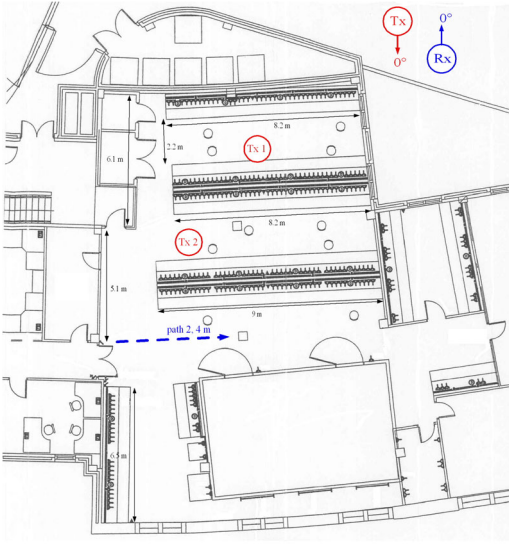 Tx
0°
0°
Rx
8.2 m
2.2 m
Tx 1
6.1 m
8.2 m
Tx 2
5.1 m
9 m
path 2, 4 m
6.5 m